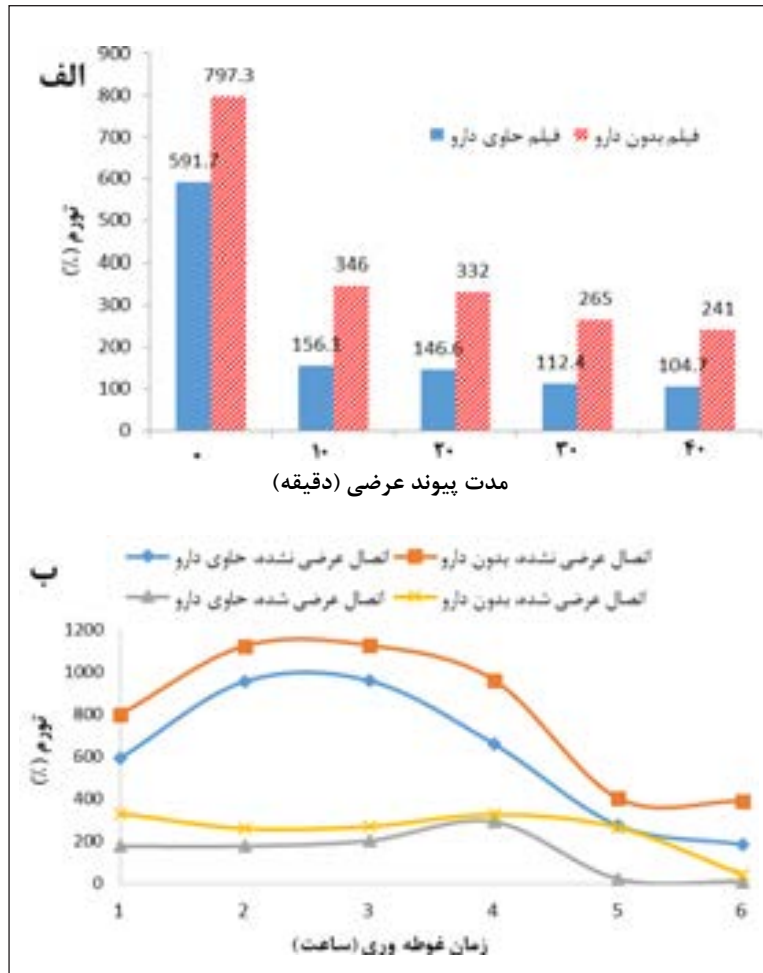 الف
900
800
700
600
500
400
300
200
100
0
تورم (%)
فیلم حاوی دارو
فیلم بدون دارو
591.7
797.3
156.1
346
146.6
332
112.4
265
104.7
241
۰ ۱۰ ۲۰ ۳۰ ۴۰
مدت پیوند عرضی (دقیقه)
ب
اتصال عرضی نشده، حاوی دارو
اتصال عرضی نشده، بدون دارو
اتصال عرضی شده، حاوی دارو
اتصال عرضی شده، بدون دارو
1200
1000
800
600
400
200
0
تورم (٪)
1 2 3 4 5 6
زمان غوطه وری (ساعت)